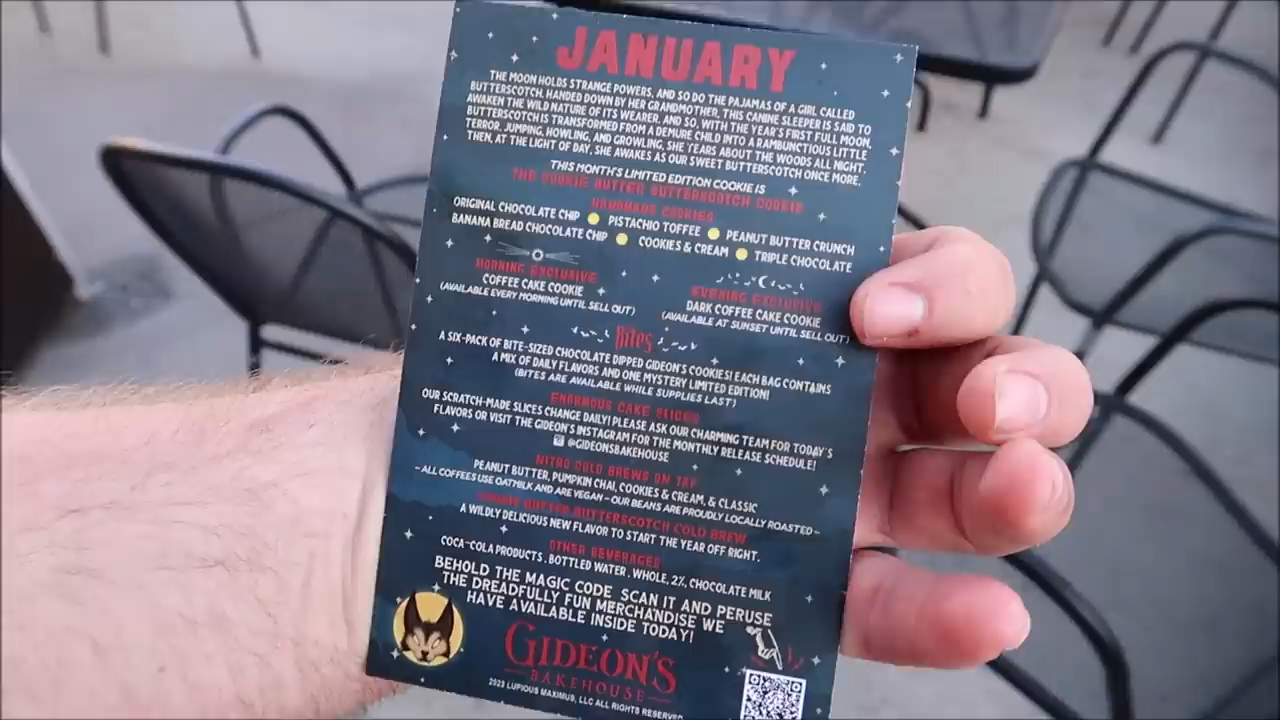 JANUARY
THE MOON HOLDS STRANGE POWERS, AND SO DO THE PAJAMAS OF A GIRL CALLED
BUTTERSCOTCH. HANDED DOWN BY HER GRANDMOTHER, THIS CANINE SLEEPER IS SAID TO
AWAKEN THE WILD NATURE OF ITS WEARER. AND SO, WITH THE YEAR'S FIRST FULL MOON,
BUTTERSCOTCH IS TRANSFORMED FROM A DEMURE CHILD INTO A RAMBUNCTIOUS LITTLE
TERROR. JUMPING, HOWLING, AND GROWLING, SHE TEARS ABOUT THE WOODS ALL NIGHT.
THEN, AT THE LIGHT OF DAY, SHE AWAKES AS OUR SWEET BUTTERSCOTCH ONCE MORE.
THIS MONTH'S LIMITED EDITION COOKIE IS
THE COOKIE BUTTER BUTTERSCOTCH COOKIE
HANDMADE COOKIES
ORIGINAL CHOCOLATE CHIP PISTACHIO TOFFEE PEANUT BUTTER CRUNCH
BANANA BREAD CHOCOLATE CHIP COOKIES & CREAM TRIPLE CHOCOLATE
MORNING EXCLUSIVE
COFFEE CAKE COOKIE
(AVAILABLE EVERY MORNING UNTIL SELL OUT)
EVENING EXCLUSIVE
DARK COFFEE CAKE COOKIE
(AVAILABLE AT SUNSET UNTIL SELL OUT)
Bites
A SIX-PACK OF BITE-SIZED CHOCOLATE DIPPED GIDEON'S COOKIES! EACH BAG CONTAINS
A MIX OF DAILY FLAVORS AND ONE MYSTERY LIMITED EDITION!
(BITES ARE AVAILABLE WHILE SUPPLIES LAST)
ENORMOUS CAKE SLICES
OUR SCRATCH-MADE SLICES CHANGE DAILY! PLEASE ASK OUR CHARMING TEAM FOR TODAY'S
FLAVORS OR VISIT THE GIDEON'S INSTAGRAM FOR THE MONTHLY RELEASE SCHEDULE!
@GIDEONSBAKEHOUSE
NITRO COLD BREWS ON TAP
PEANUT BUTTER, PUMPKIN CHAI, COOKIES & CREAM, & CLASSIC
~ ALL COFFEES USE OATMILK AND ARE VEGAN ~ OUR BEANS ARE PROUDLY LOCALLY ROASTED ~
COOKIE BUTTER BUTTERSCOTCH COLD BREW
A WILDLY DELICIOUS NEW FLAVOR TO START THE YEAR OFF RIGHT.
OTHER BEVERAGES
COCA-COLA PRODUCTS . BOTTLED WATER . WHOLE, 2%, CHOCOLATE MILK
BEHOLD THE MAGIC CODE SCAN IT AND PERUSE
THE DREADFULLY FUN MERCHANDISE WE
HAVE AVAILABLE INSIDE TODAY!
GIDEON'S
BAKEHOUSE
2023 LUPIOUS MAXIMUS, LLC ALL RIGHTS RESERVED